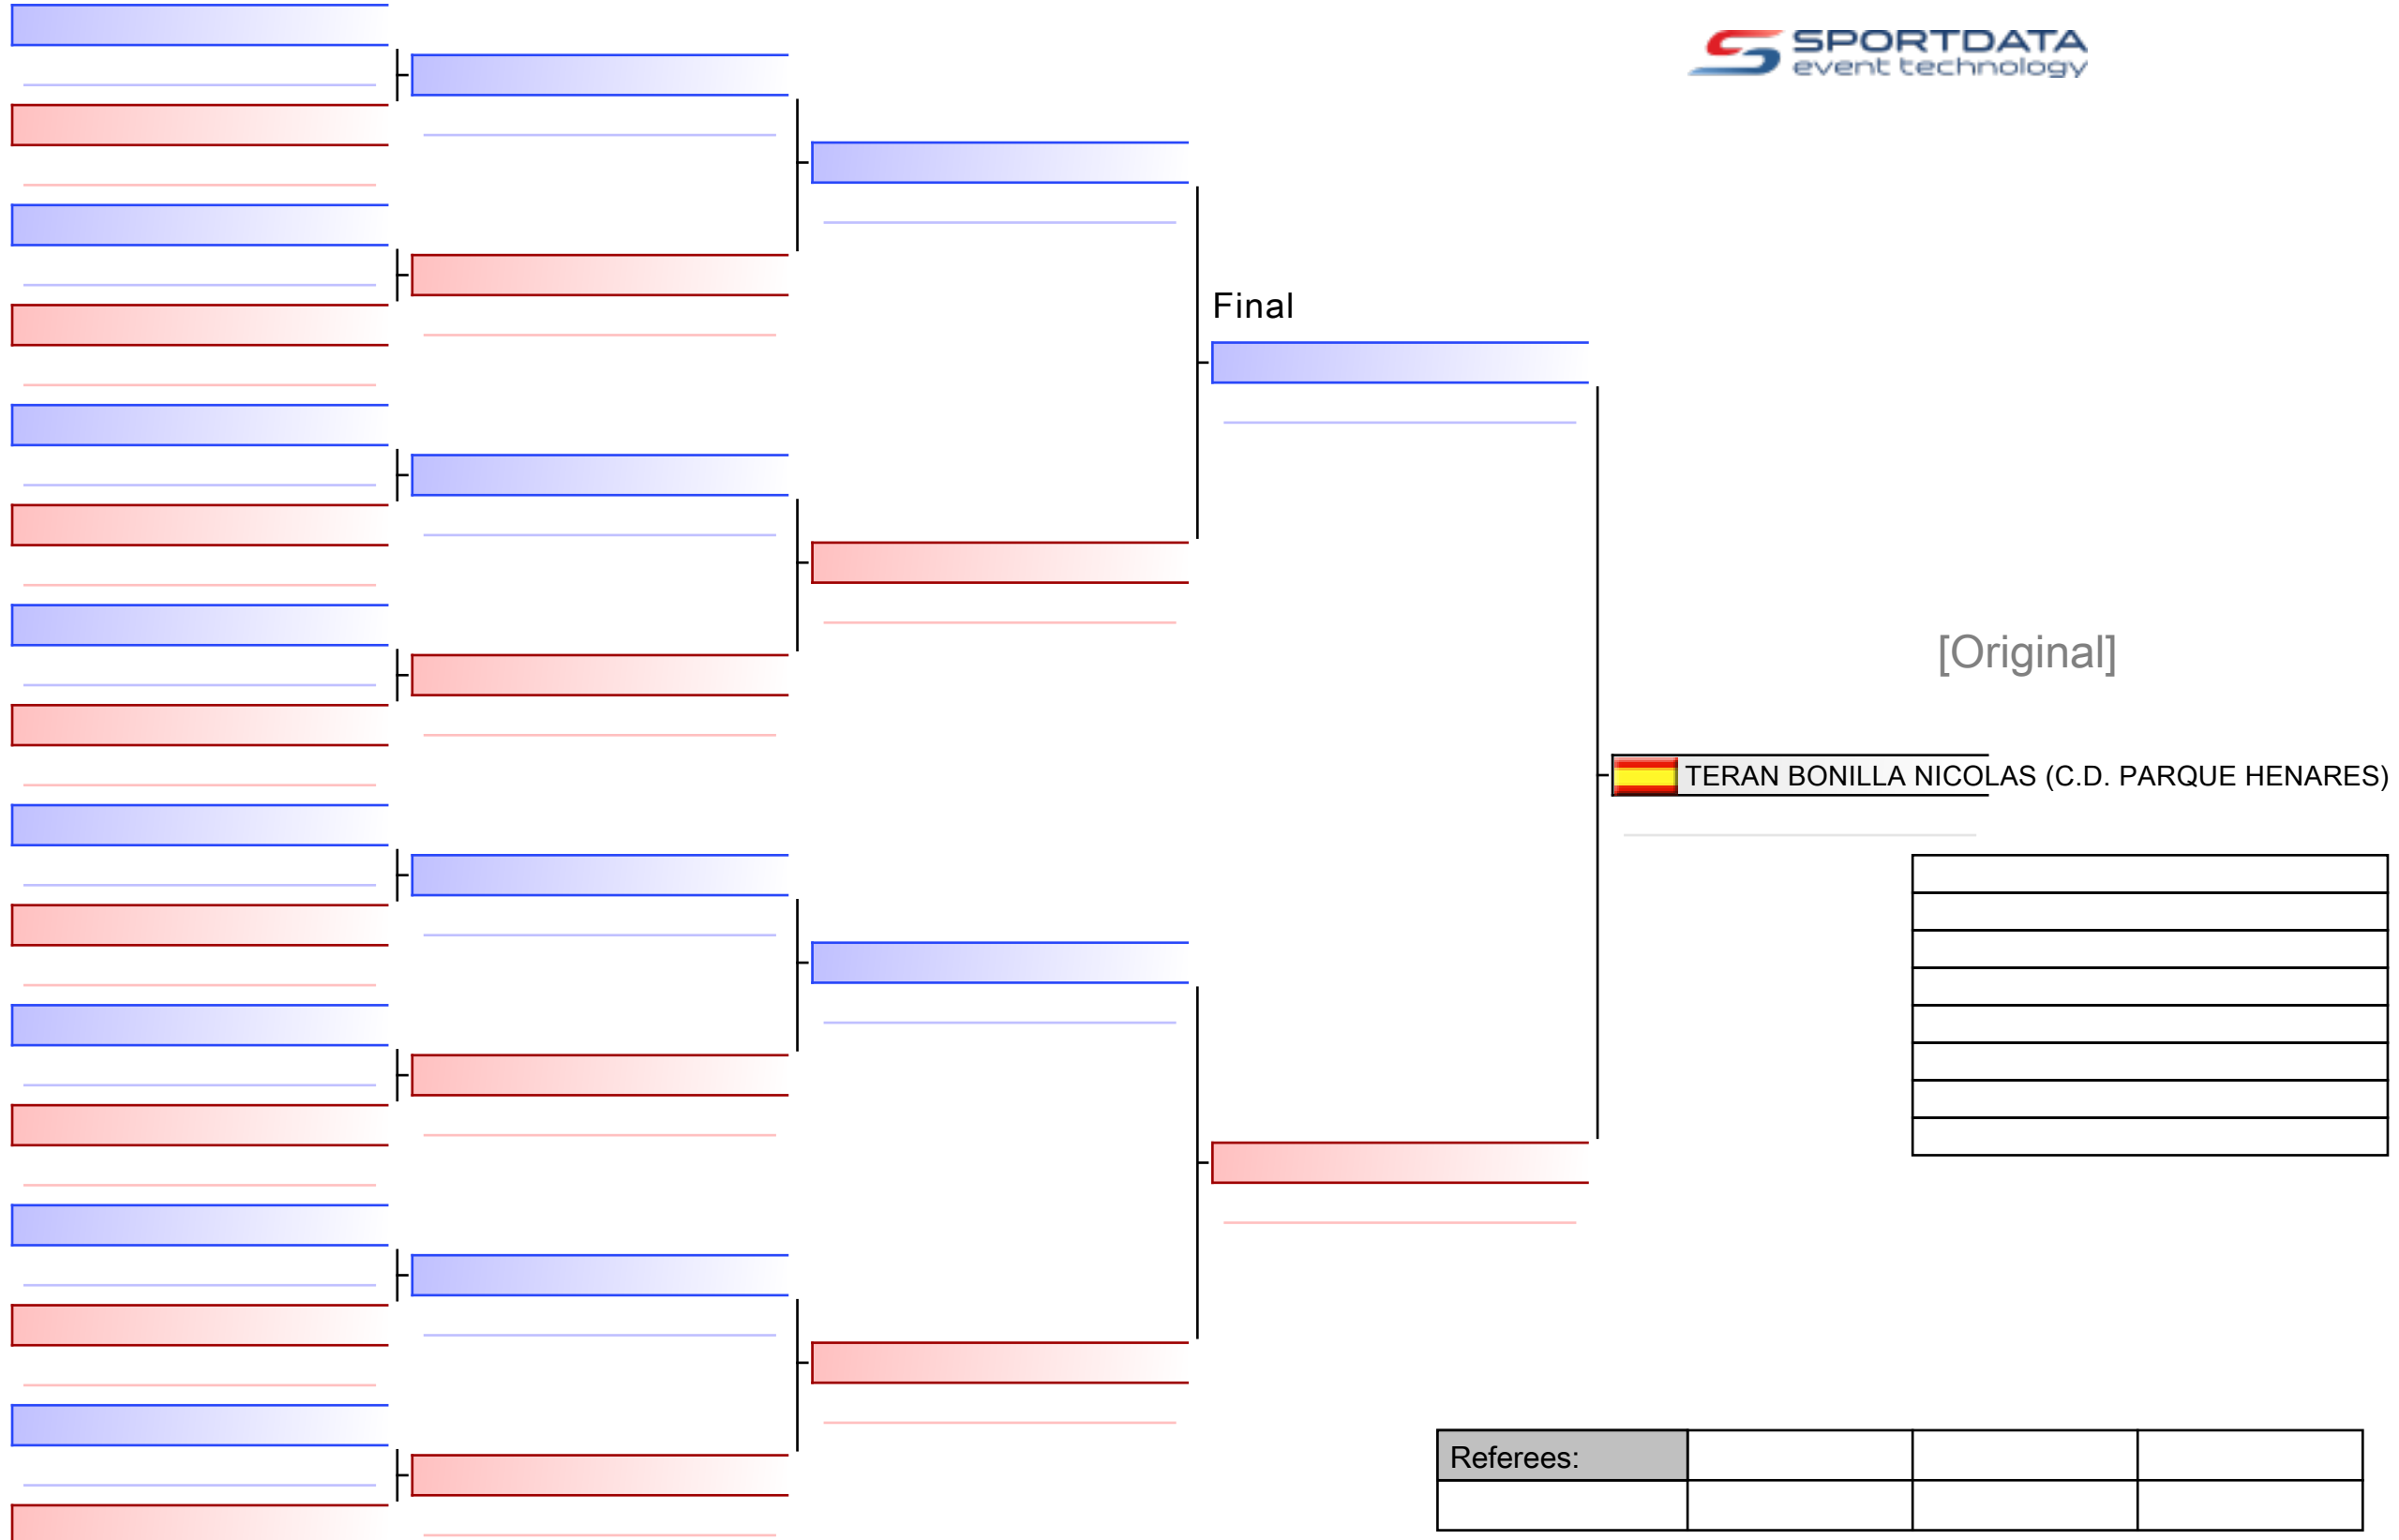 SPORTDATA
event technology
Final
[Original]
TERAN BONILLA NICOLAS (C.D. PARQUE HENARES)
Referees: